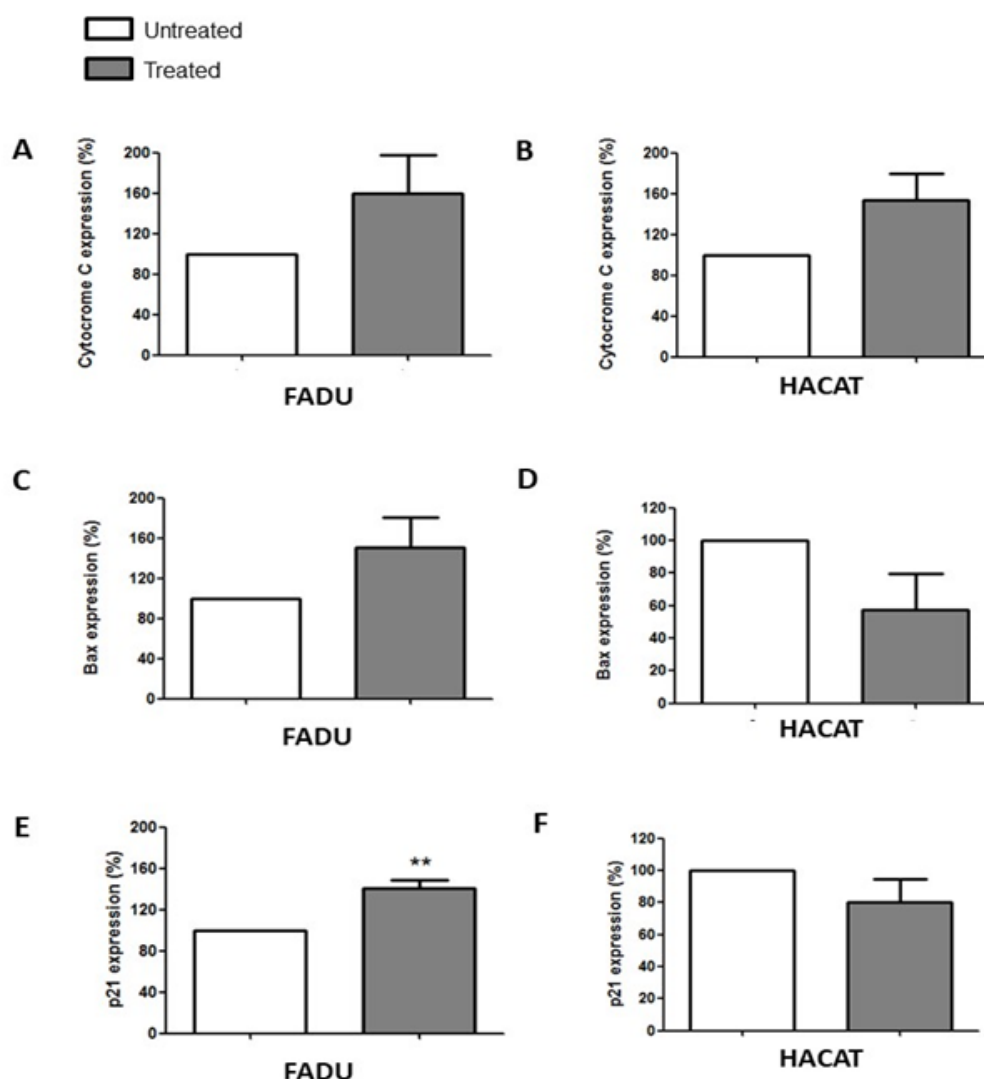 Untreated
Treated
A
Cytocrome C expression (%)
200
160
120
80
40
0
FADU
B
Cytocrome C expression (%)
200
160
120
80
40
0
HACAT
C
Bax expression (%)
200
160
120
80
40
0
FADU
D
Bax expression (%)
120
100
80
60
40
20
0
HACAT
E
p21 expression (%)
200
160
120
80
40
0
**
FADU
F
p21 expression (%)
120
100
80
60
40
20
0
HACAT